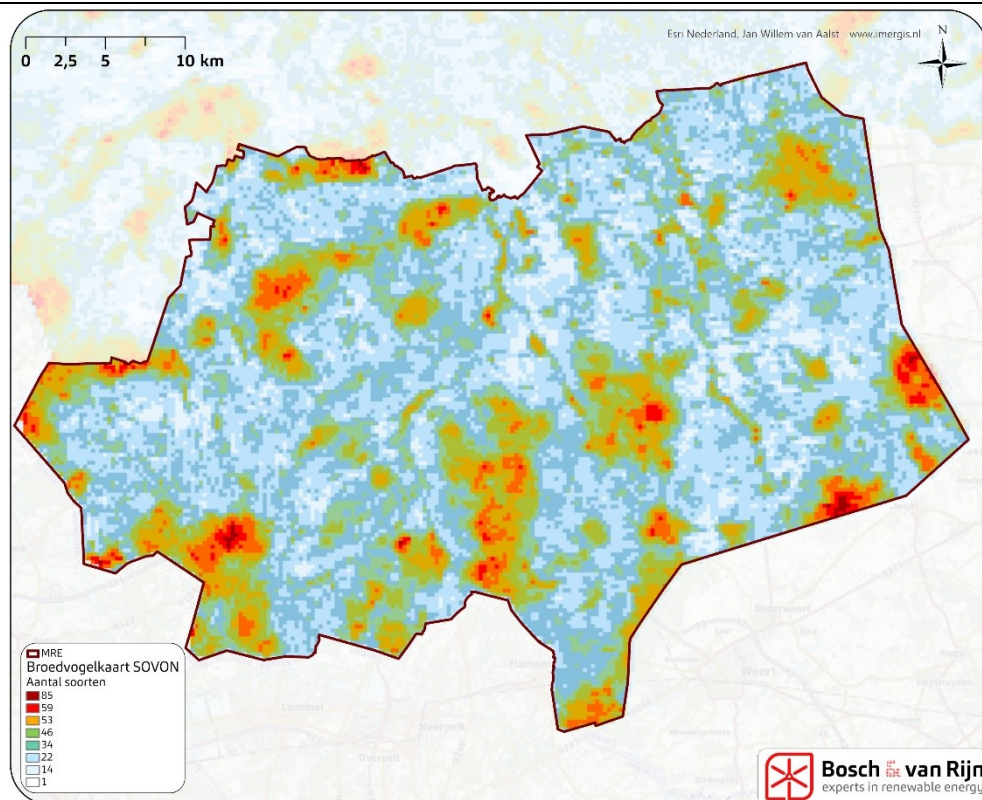 Esri Nederland, Jan Willem van Aalst www.imergis.nl
N
0 2,5 5 10 km
MRE
Broedvogelkaart SOVON
Aantal soorten
85
59
53
46
34
22
14
1
Hamont
Lommel
Neerpelt
Overpelt
Nederweert
Weert
Bosch & van Rijn
experts in renewable energy